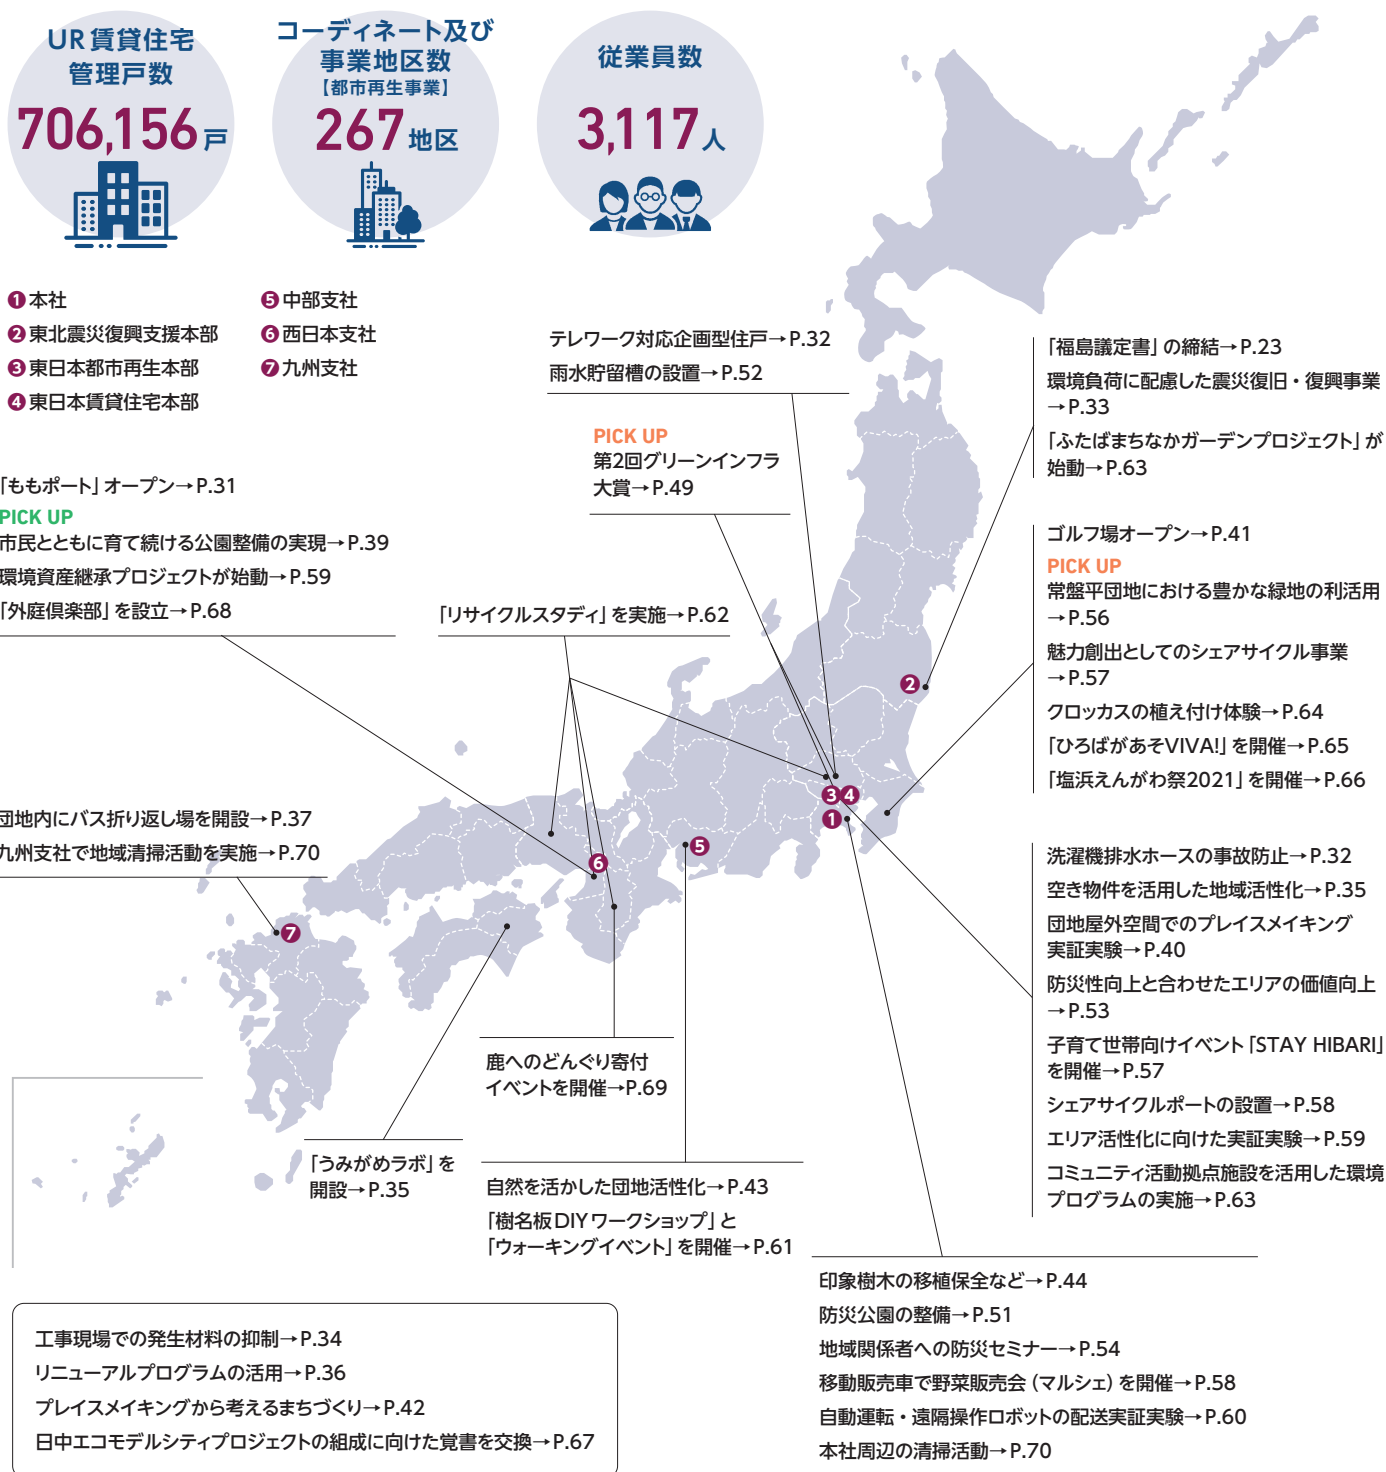 UR賃貸住宅
管理戸数
706,156戸
コーディネート及び
事業地区数
【都市再生事業】
267地区
従業員数
3,117人
❶本社
❷東北震災復興支援本部
❸東日本都市再生本部
❹東日本賃貸住宅本部
❺中部支社
❻西日本支社
❼九州支社
テレワーク対応企画型住戸→P.32
雨水貯留槽の設置→P.52
PICK UP
第2回グリーンインフラ
大賞→P.49
「福島議定書」の締結→P.23
環境負荷に配慮した震災復旧・復興事業
→P.33
「ふたばまちなかガーデンプロジェクト」が
始動→P.63
「ももポート」オープン→P.31
PICK UP
市民とともに育て続ける公園整備の実現→P.39
環境資産継承プロジェクトが始動→P.59
「外庭倶楽部」を設立→P.68
「リサイクルスタディ」を実施→P.62
ゴルフ場オープン→P.41
PICK UP
常盤平団地における豊かな緑地の利活用
→P.56
魅力創出としてのシェアサイクル事業
→P.57
クロッカスの植え付け体験→P.64
「ひろばがあそVIVA!」を開催→P.65
「塩浜えんがわ祭2021」を開催→P.66
❷
❸❹
❶
❺
❻
❼
団地内にバス折り返し場を開設→P.37
九州支社で地域清掃活動を実施→P.70
洗濯機排水ホースの事故防止→P.32
空き物件を活用した地域活性化→P.35
団地屋外空間でのプレイスメイキング
実証実験→P.40
防災性向上と合わせたエリアの価値向上
→P.53
子育て世帯向けイベント「STAY HIBARI」
を開催→P.57
シェアサイクルポートの設置→P.58
エリア活性化に向けた実証実験→P.59
コミュニティ活動拠点施設を活用した環境
プログラムの実施→P.63
鹿へのどんぐり寄付
イベントを開催→P.69
「うみがめラボ」を
開設→P.35
自然を活かした団地活性化→P.43
「樹名板DIYワークショップ」と
「ウォーキングイベント」を開催→P.61
印象樹木の移植保全など→P.44
防災公園の整備→P.51
地域関係者への防災セミナー→P.54
移動販売車で野菜販売会（マルシェ）を開催→P.58
自動運転・遠隔操作ロボットの配送実証実験→P.60
本社周辺の清掃活動→P.70
工事現場での発生材料の抑制→P.34
リニューアルプログラムの活用→P.36
プレイスメイキングから考えるまちづくり→P.42
日中エコモデルシティプロジェクトの組成に向けた覚書を交換→P.67